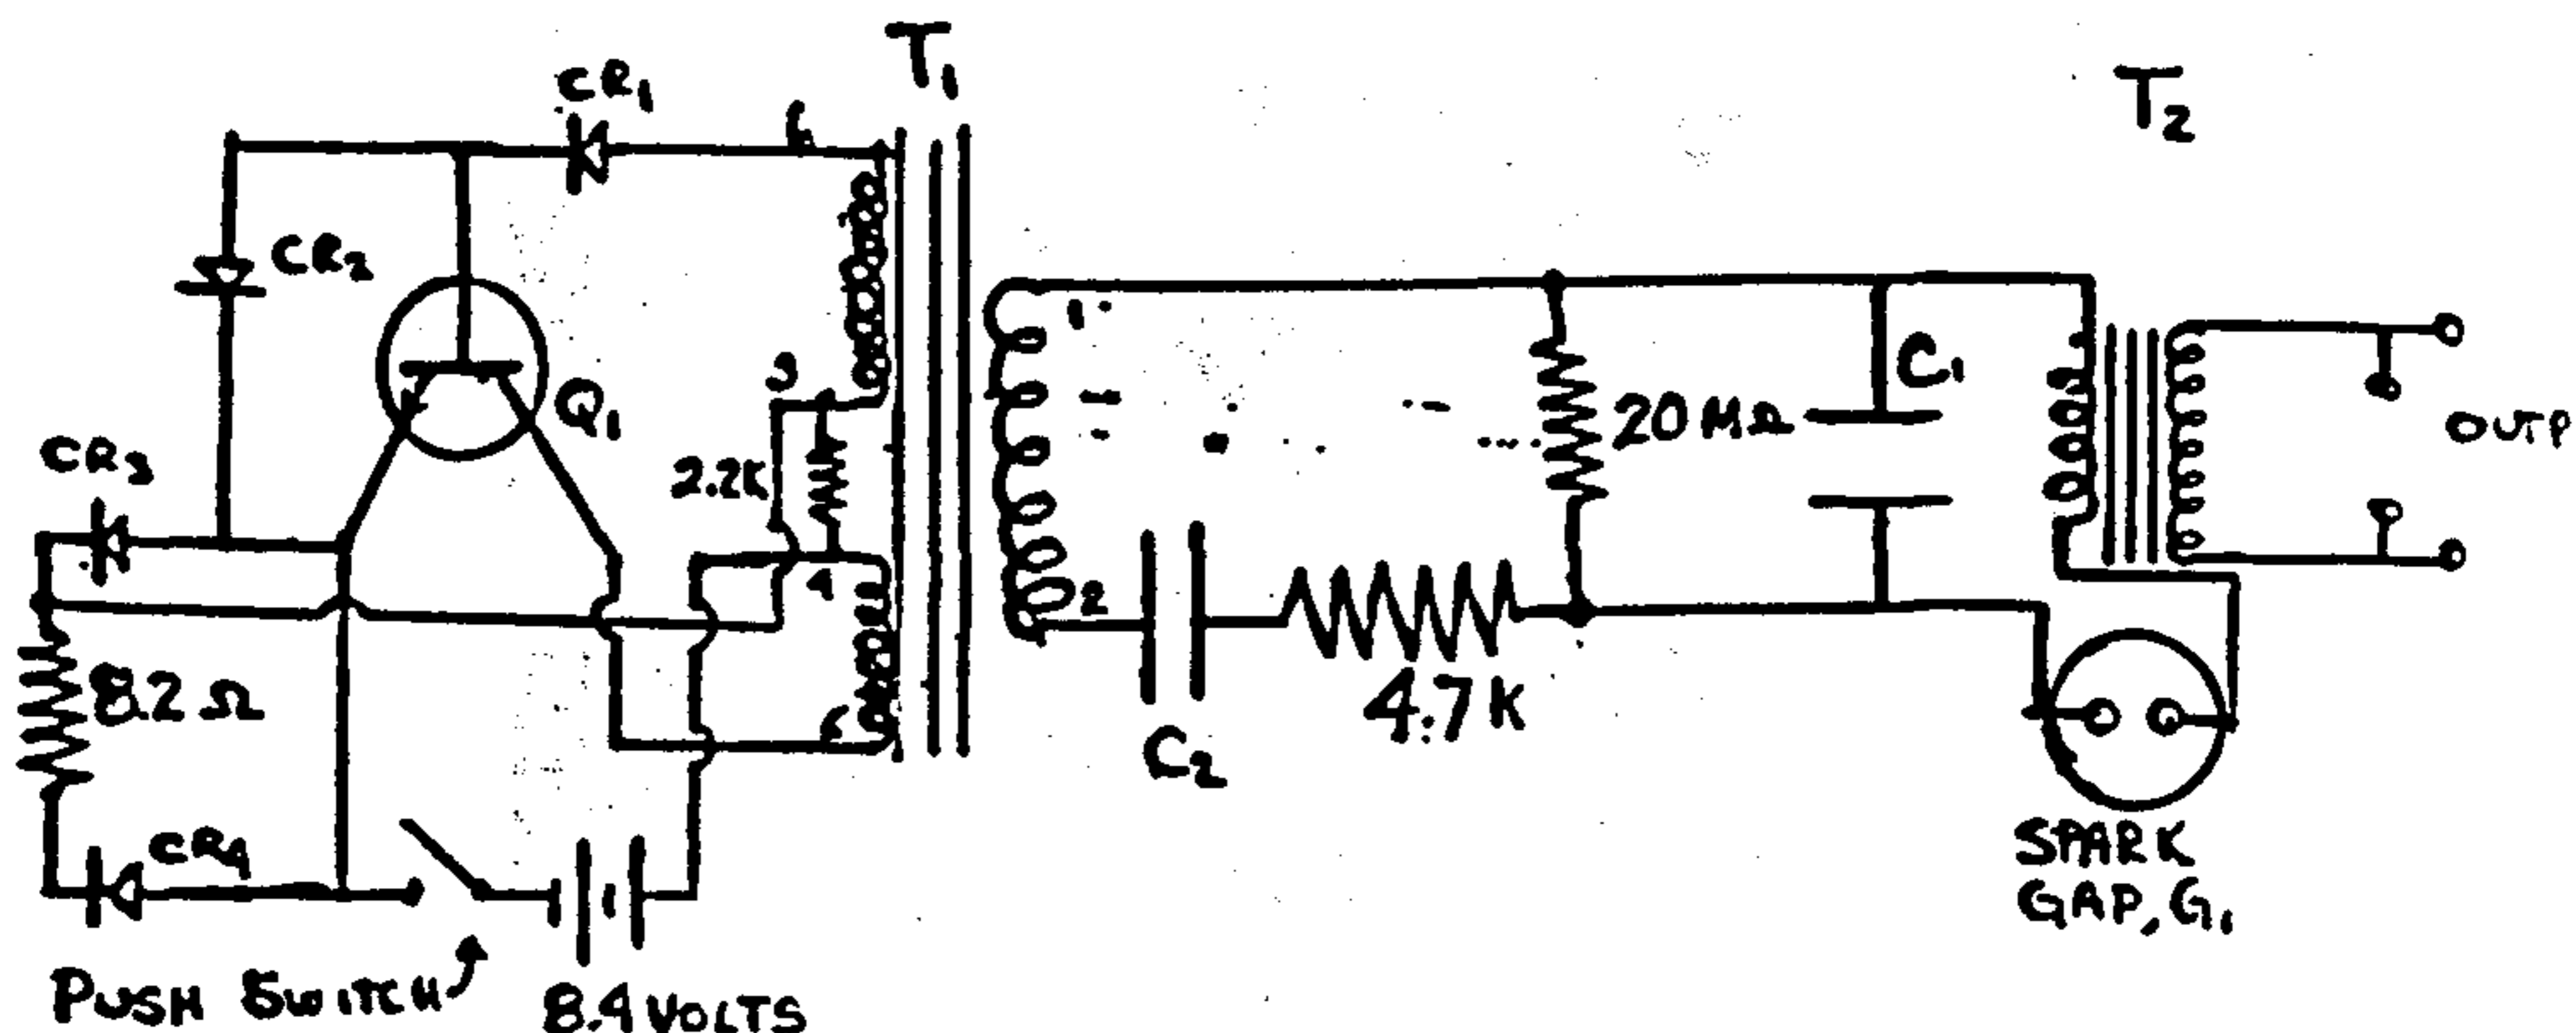 T1
T2
CR1
CR2
Q1
CR3
2.2K
3
4
1
2
20 MΩ
C1
OUTP
8.2 Ω
4.7K
C2
CR4
SPARK
GAP, G1
PUSH SWITCH
8.4 VOLTS